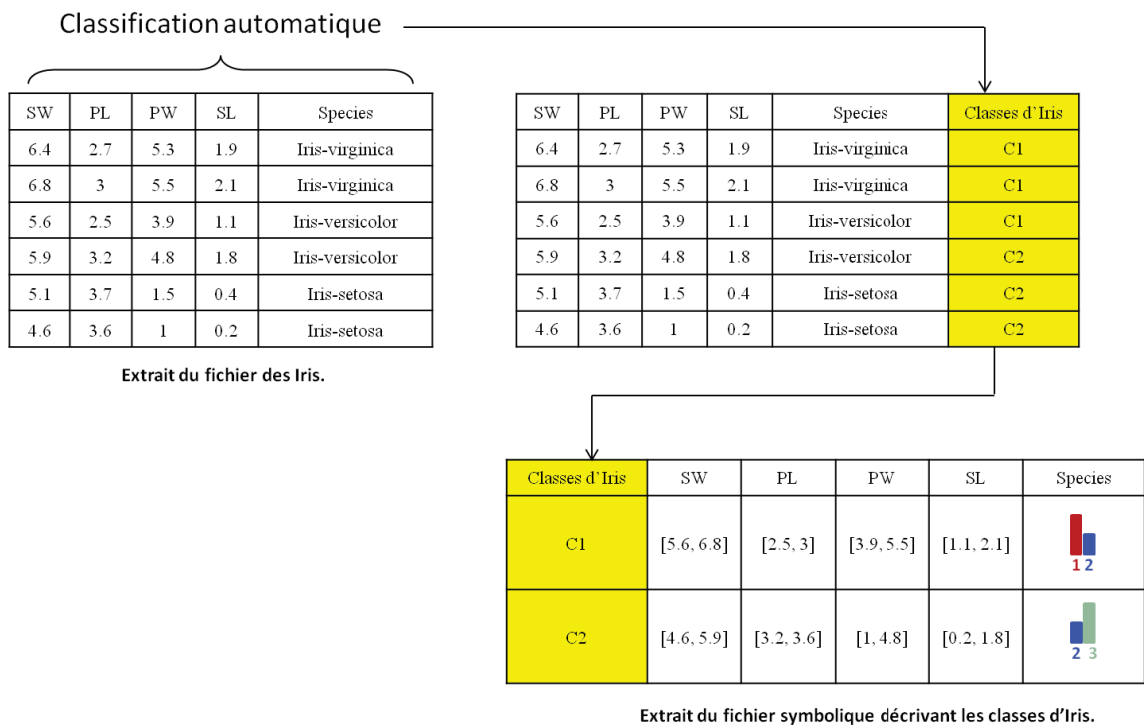 Classification automatique
SW PL PW SL Species
6.4 2.7 5.3 1.9 Iris-virginica
6.8 3 5.5 2.1 Iris-virginica
5.6 2.5 3.9 1.1 Iris-versicolor
5.9 3.2 4.8 1.8 Iris-versicolor
5.1 3.7 1.5 0.4 Iris-setosa
4.6 3.6 1 0.2 Iris-setosa
Extrait du fichier des Iris.
SW PL PW SL Species Classes d'Iris
6.4 2.7 5.3 1.9 Iris-virginica C1
6.8 3 5.5 2.1 Iris-virginica C1
5.6 2.5 3.9 1.1 Iris-versicolor C1
5.9 3.2 4.8 1.8 Iris-versicolor C2
5.1 3.7 1.5 0.4 Iris-setosa C2
4.6 3.6 1 0.2 Iris-setosa C2
Classes d'Iris SW PL PW SL Species
C1 [5.6, 6.8] [2.5, 3] [3.9, 5.5] [1.1, 2.1] 1 2
C2 [4.6, 5.9] [3.2, 3.6] [1, 4.8] [0.2, 1.8] 2 3
Extrait du fichier symbolique décrivant les classes d'Iris.